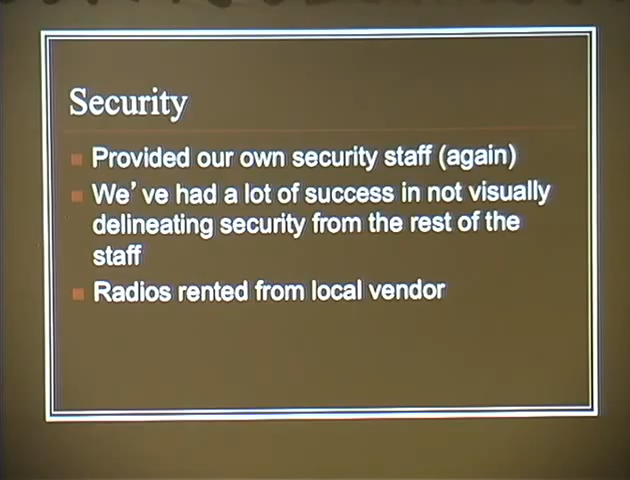 Security
Provided our own security staff (again)
We've had a lot of success in not visually
delineating security from the rest of the
staff
Radios rented from local vendor